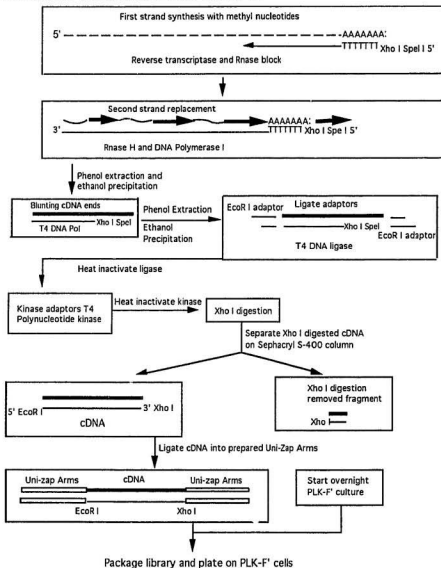 First strand synthesis with methyl nucleotides
5' AAAAAAA:
TTTTTTT Xho I SpeI I 5'
Reverse transcriptase and Rnase block
Second strand replacement
AAAAAAA:
3' TTTTTTT Xho I Spe I 5'
Rnase H and DNA Polymerse I
Phenol extraction and
ethanol precipitation
Blunting cDNA ends
Xho I SpeI
T4 DNA Pol
Phenol Extraction
Ethanol
Precipitation
Ligate adaptors
EcoR I adaptor
Xho I SpeI
EcoR I adaptor
T4 DNA ligase
Heat inactivate ligase
Kinase adaptors T4
Polynucleotide kinase
Heat inactivate kinase
Xho I digestion
Separate Xho I digested cDNA
on Sephacryl S-400 column
5' EcoR I 3' Xho I
cDNA
Xho I digestion
removed fragment
Xho I
Ligate cDNA into prepared Uni-Zap Arms
Uni-zap Arms cDNA Uni-zap Arms
EcoR I Xho I
Start overnight
PLK-F' culture
Package library and plate on PLK-F' cells